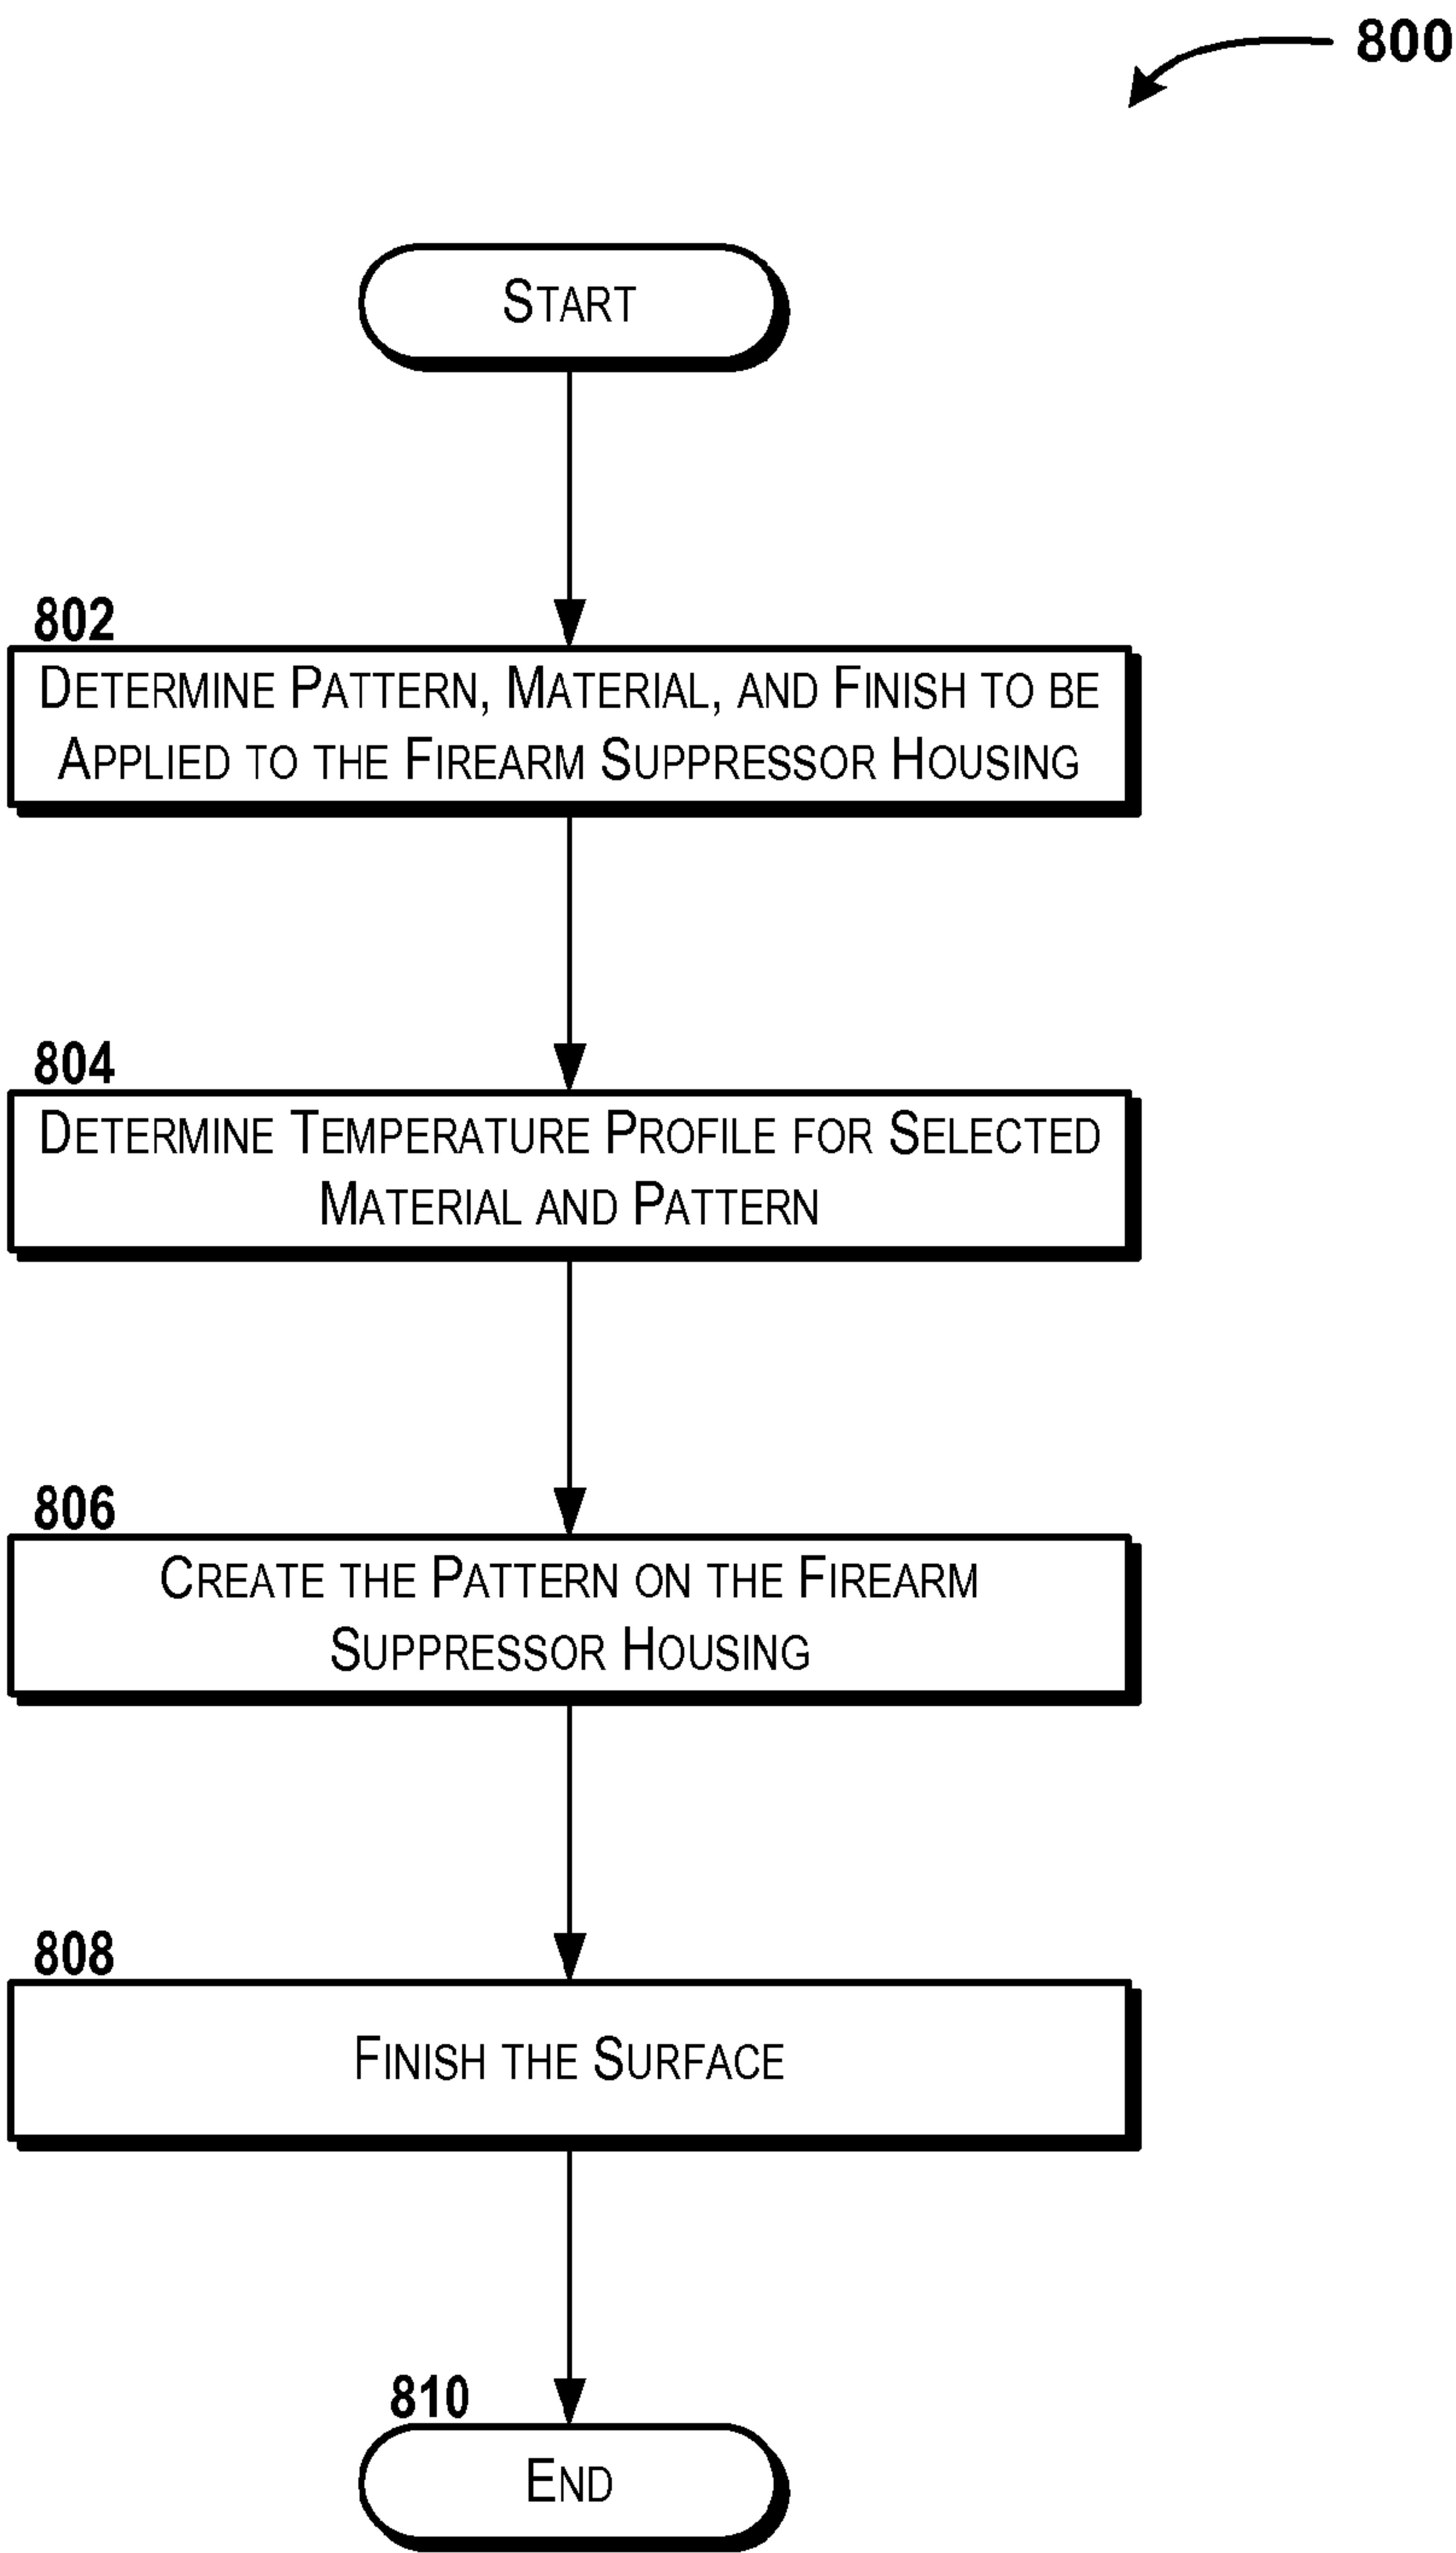 800
START
802
DETERMINE PATTERN, MATERIAL, AND FINISH TO BE
APPLIED TO THE FIREARM SUPPRESSOR HOUSING
804
DETERMINE TEMPERATURE PROFILE FOR SELECTED
MATERIAL AND PATTERN
806
CREATE THE PATTERN ON THE FIREARM
SUPPRESSOR HOUSING
808
FINISH THE SURFACE
810
END